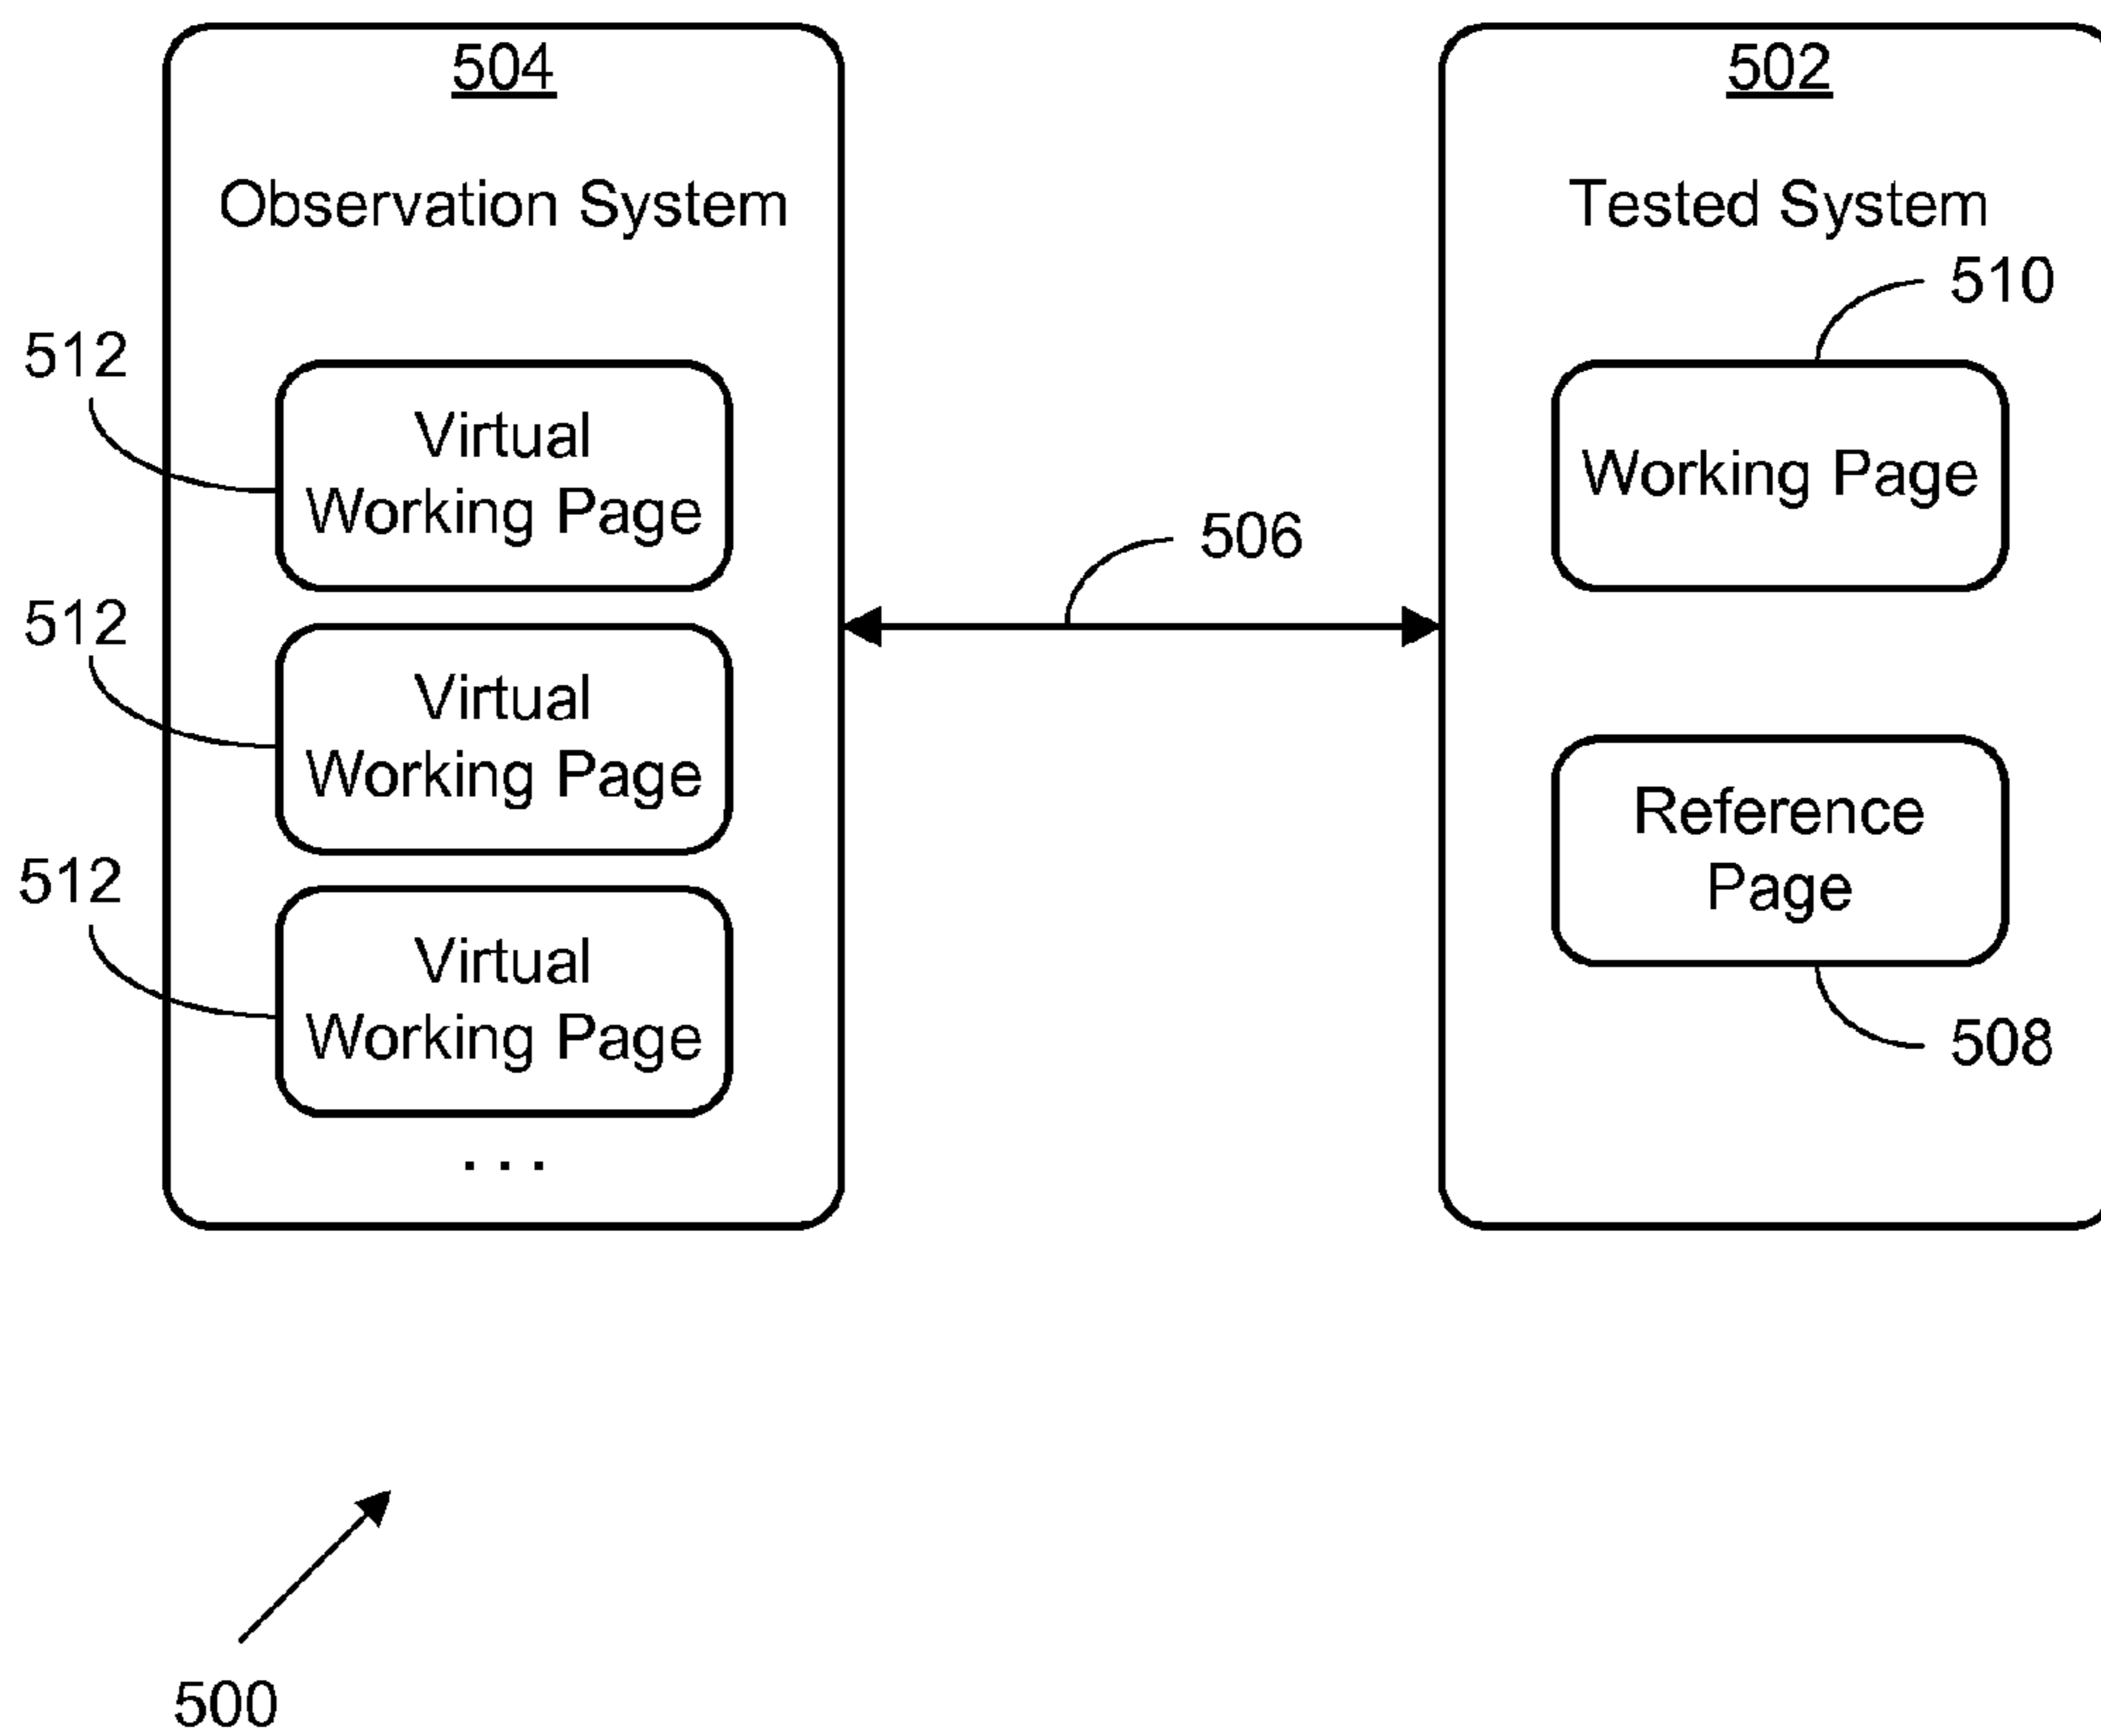 504
Observation System
512
Virtual
Working Page
512
Virtual
Working Page
512
Virtual
Working Page
...
506
502
Tested System
510
Working Page
Reference
Page
508
500